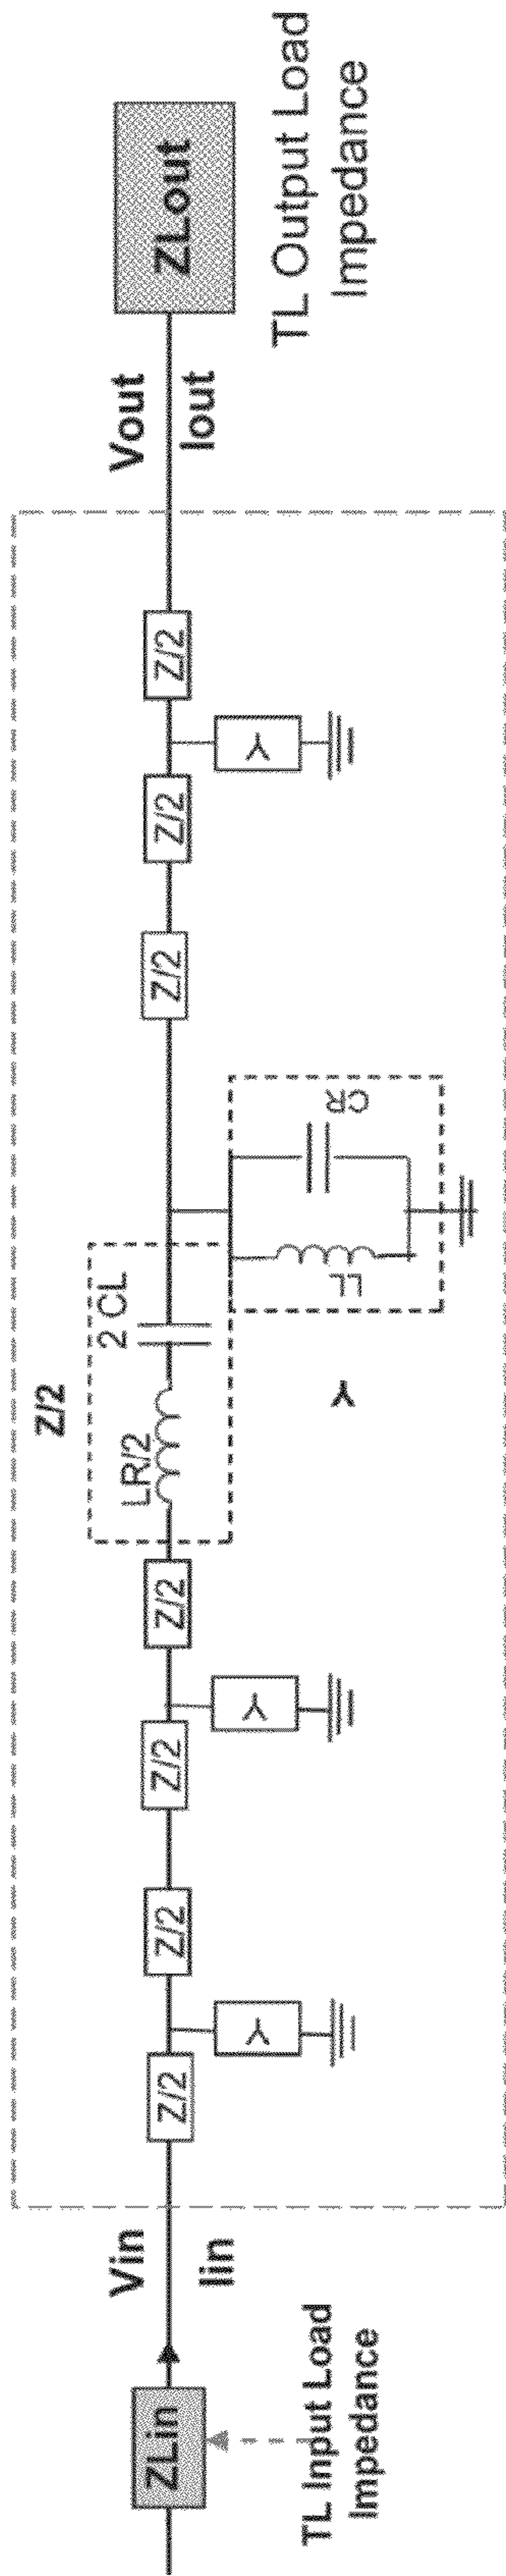 ZLin
TL Input Load
Impedance
Vin
Iin
Z/2
Y
Z/2
Z/2
Y
Z/2
Z/2
LR/2
2 CL
Y
LL
CR
Z/2
Z/2
Y
Z/2
Vout
Iout
ZLout
TL Output Load
Impedance